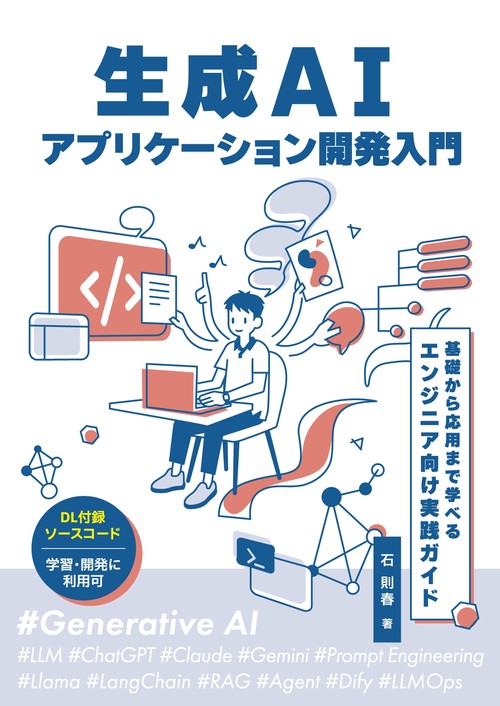 生成AI
アプリケーション開発入門
</>
基礎から応用まで学べる
エンジニア向け実践ガイド
DL付録
ソースコード
学習・開発に
利用可
石 則春 著
#Generative AI
#LLM #ChatGPT #Claude #Gemini #Prompt Engineering
#Llama #LangChain #RAG #Agent #Dify #LLMOps